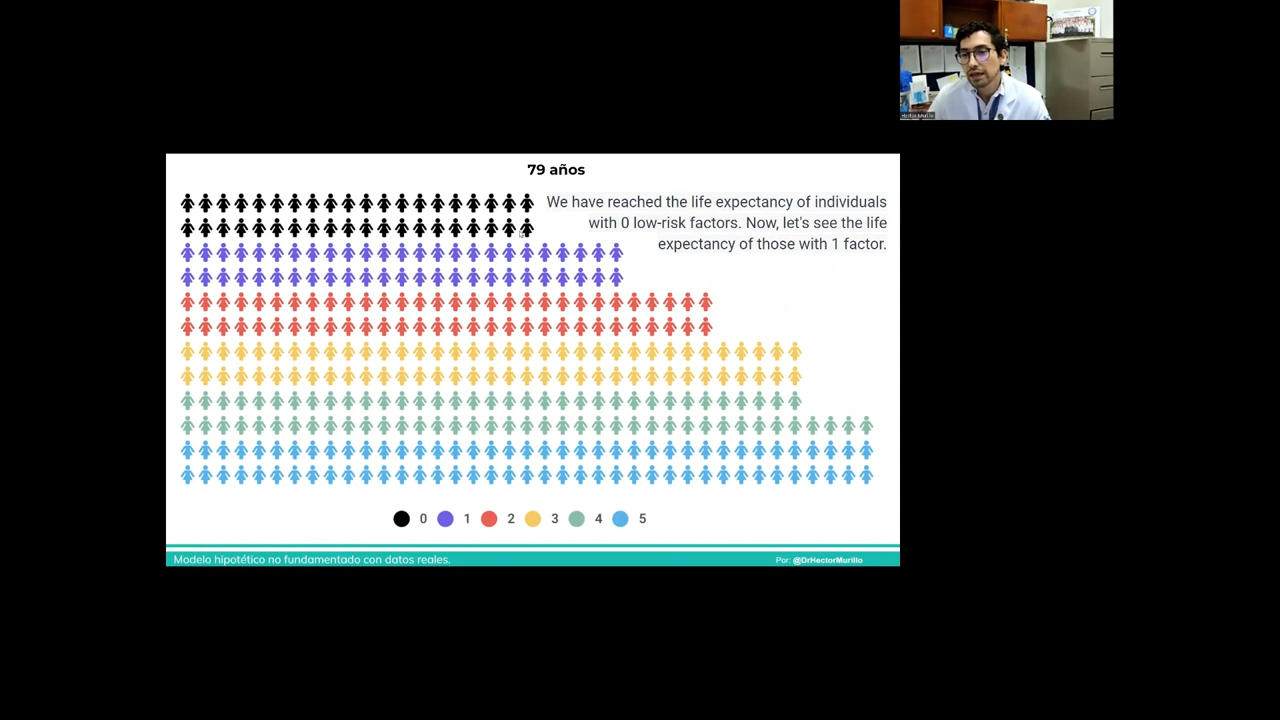 79 años
We have reached the life expectancy of individuals
with 0 low-risk factors. Now, let's see the life
expectancy of those with 1 factor.
0 1 2 3 4 5
Modelo hipotético no fundamentado con datos reales.
Por: @DrHectorMurillo
Hector Murillo